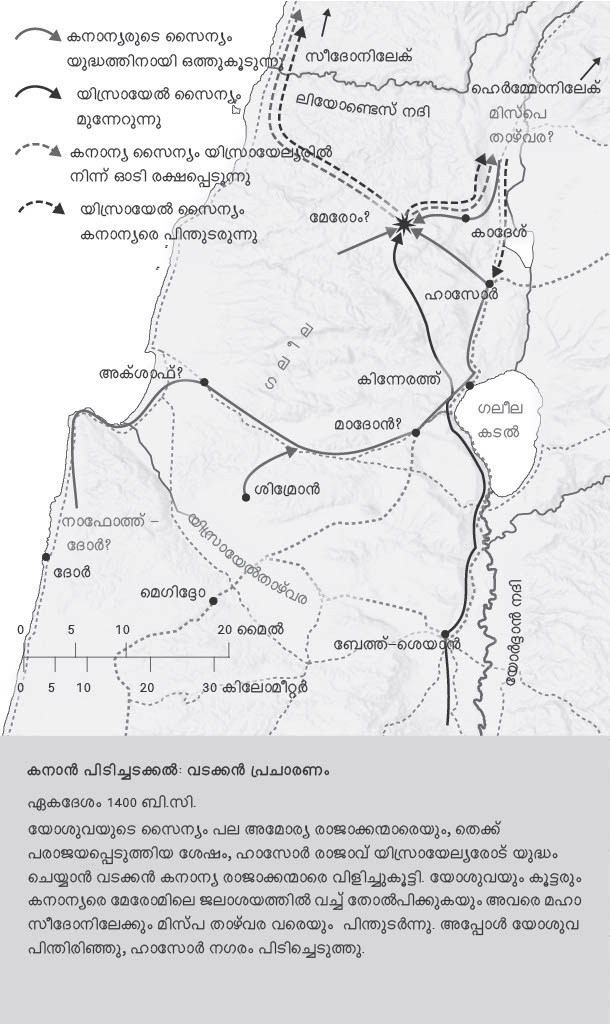 കനാന്യരുടെ സൈന്യം
യുദ്ധത്തിനായി ഒത്തുകൂടുന്നു
യിസ്രായേൽ സൈന്യം
മുന്നേറുന്നു
കനാന്യ സൈന്യം യിസ്രായേല്യരിൽ
നിന്ന് ഓടി രക്ഷപ്പെടുന്നു
യിസ്രായേൽ സൈന്യം
കനാന്യരെ പിന്തുടരുന്നു
സീദോനിലേക്
ഹെർമ്മോനിലേക്
ലിയോണ്ടെസ് നദി
മിസ്പെ
താഴ്‌വര?
മേരോം?
കാദേശ്
ഹാസോർ
ഗലീല
അക്ശാഫ്?
കിന്നേരത്ത്
ഗലീല
കടൽ
മാദോൻ?
ശിമ്രോൻ
നാഫോത്ത് -
ദോർ?
യിസ്രായേൽതാഴ്‌വര
ദോർ
മെഗിദ്ദോ
യോർദ്ദാൻ നദി
0 5 10 20 മൈൽ
ബേത്ത്-ശെയാൻ
0 5 10 20 30 കിലോമീറ്റർ
കനാൻ പിടിച്ചടക്കൽ: വടക്കൻ പ്രചാരണം
ഏകദേശം 1400 ബി.സി.
യോശുവയുടെ സൈന്യം പല അമോര്യ രാജാക്കന്മാരെയും, തെക്ക്
പരാജയപ്പെടുത്തിയ ശേഷം, ഹാസോർ രാജാവ് യിസ്രായേല്യരോട് യുദ്ധം
ചെയ്യാൻ വടക്കൻ കനാന്യ രാജാക്കന്മാരെ വിളിച്ചുകൂട്ടി. യോശുവയും കൂട്ടരും
കനാന്യരെ മേരോമിലെ ജലാശയത്തിൽ വച്ച് തോൽപിക്കുകയും അവരെ മഹാ
സീദോനിലേക്കും മിസ്പ താഴ്‌വര വരെയും പിന്തുടർന്നു. അപ്പോൾ യോശുവ
പിന്തിരിഞ്ഞു, ഹാസോർ നഗരം പിടിച്ചെടുത്തു.